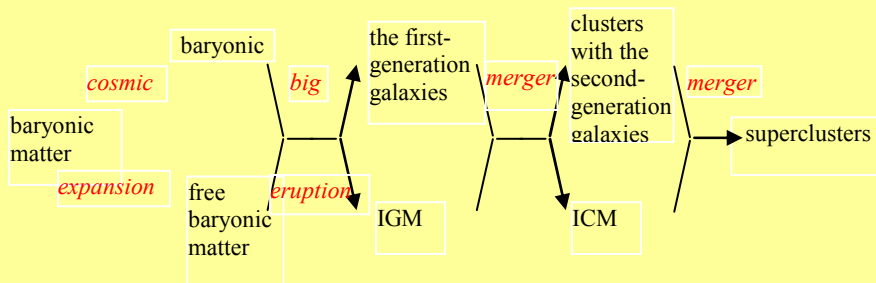 baryonic
matter
cosmic
expansion
baryonic
free
baryonic
matter
big
eruption
the first-
generation
galaxies
IGM
merger
clusters
with the
second-
generation
galaxies
ICM
merger
superclusters